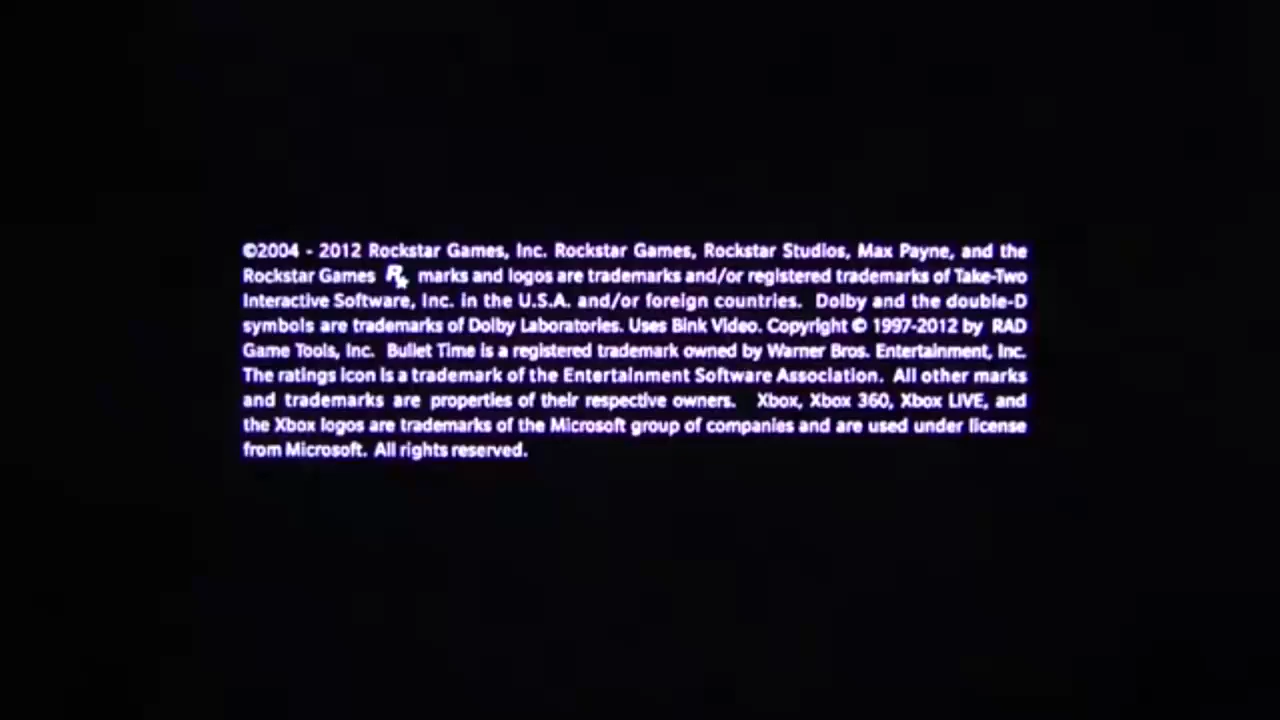 ©2004 - 2012 Rockstar Games, Inc. Rockstar Games, Rockstar Studios, Max Payne, and the
Rockstar Games R★ marks and logos are trademarks and/or registered trademarks of Take-Two
Interactive Software, Inc. in the U.S.A. and/or foreign countries. Dolby and the double-D
symbols are trademarks of Dolby Laboratories. Uses Bink Video. Copyright © 1997-2012 by RAD
Game Tools, Inc. Bullet Time is a registered trademark owned by Warner Bros. Entertainment, Inc.
The ratings icon is a trademark of the Entertainment Software Association. All other marks
and trademarks are properties of their respective owners. Xbox, Xbox 360, Xbox LIVE, and
the Xbox logos are trademarks of the Microsoft group of companies and are used under license
from Microsoft. All rights reserved.